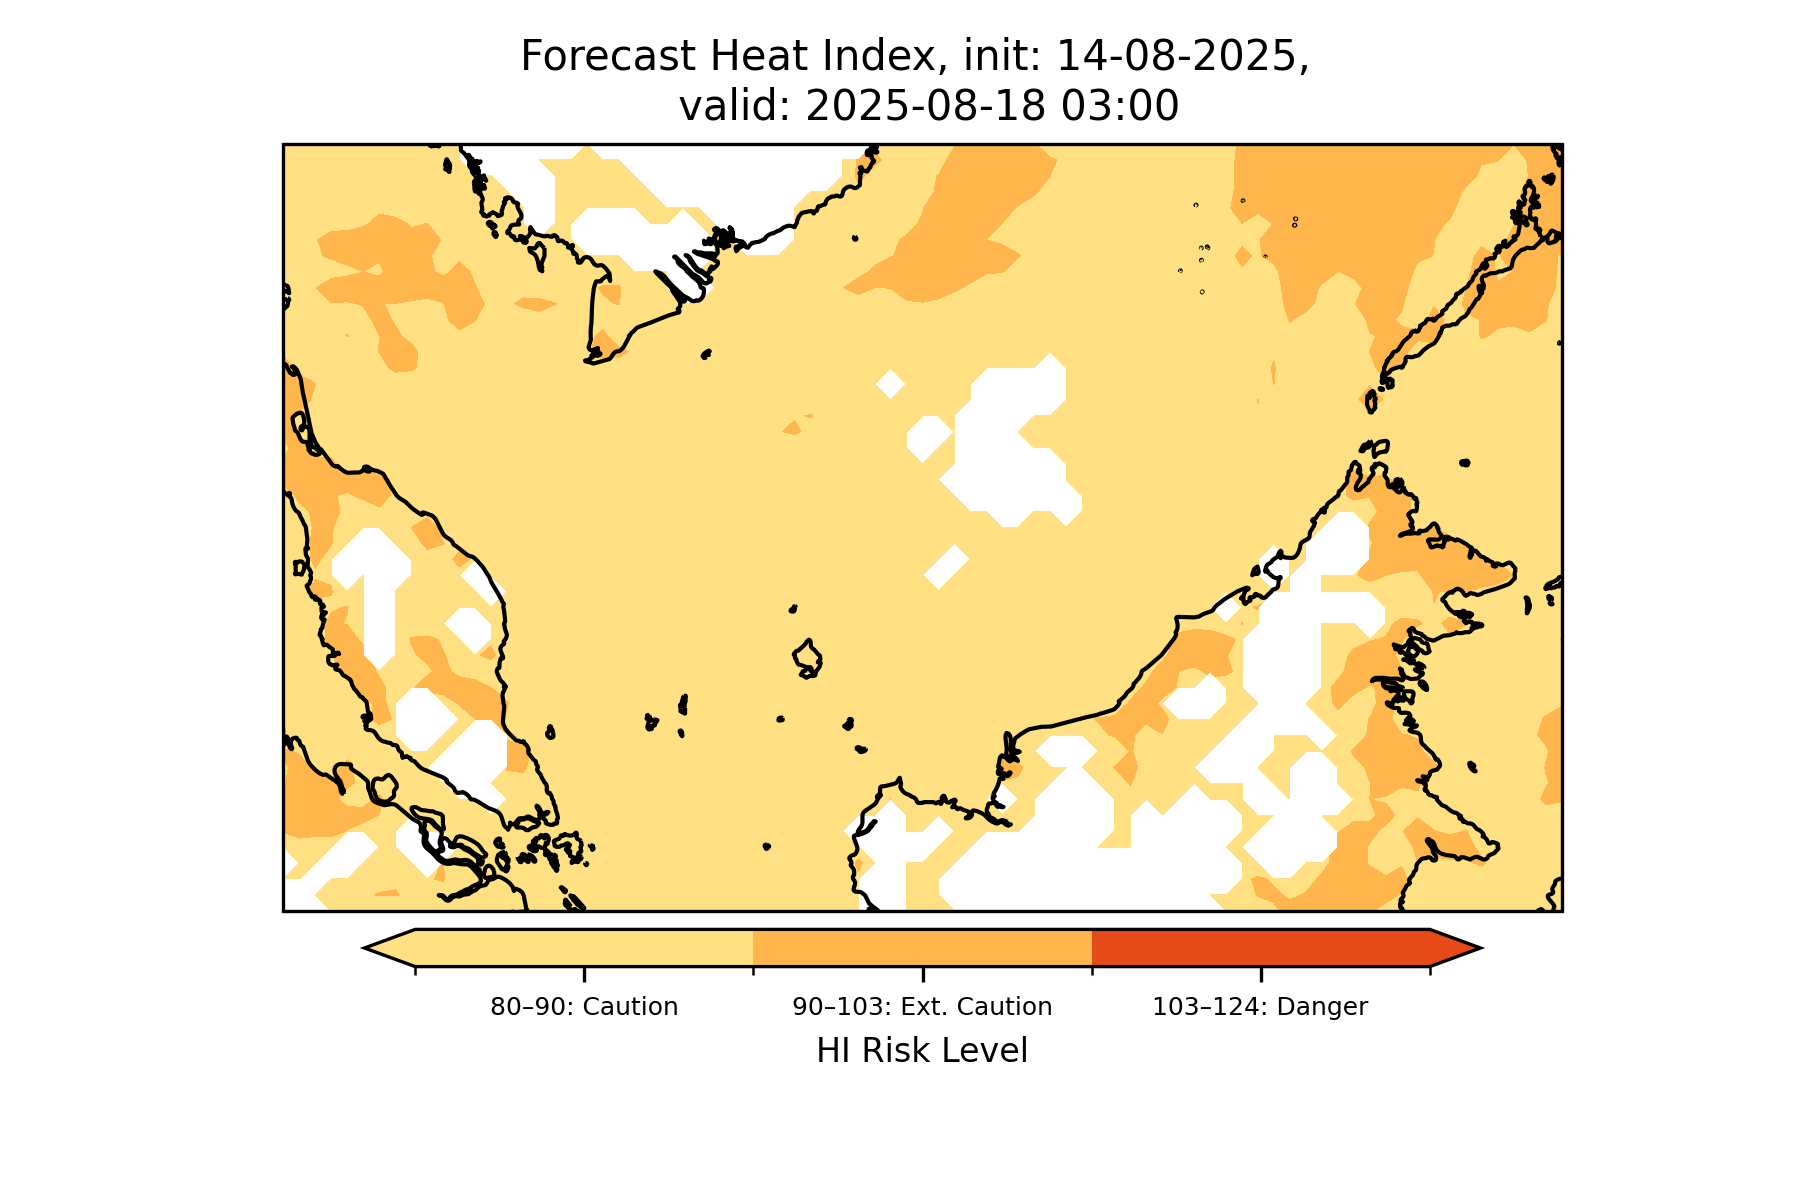 Forecast Heat Index, init: 14-08-2025,
valid: 2025-08-18 03:00
80–90: Caution
90–103: Ext. Caution
103–124: Danger
HI Risk Level